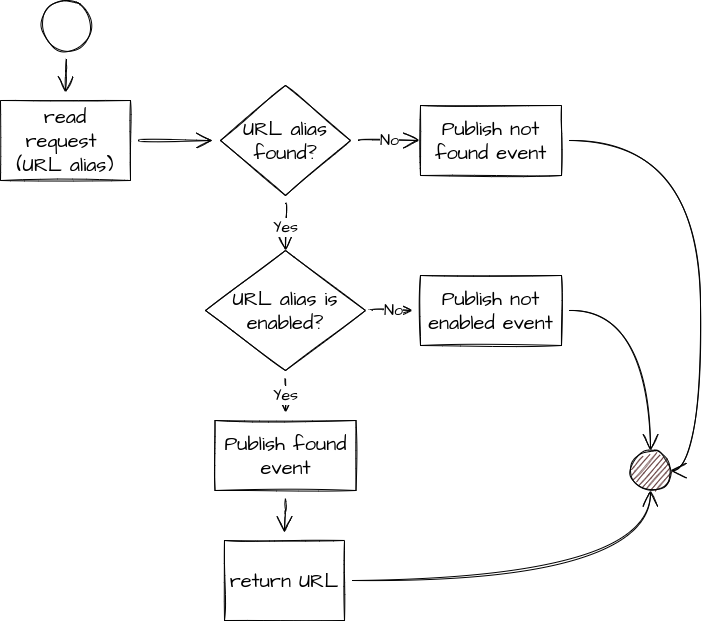 read
request
(URL alias)
URL alias
found?
No
Publish not
found event
Yes
URL alias is
enabled?
No
Publish not
enabled event
Yes
Publish found
event
return URL